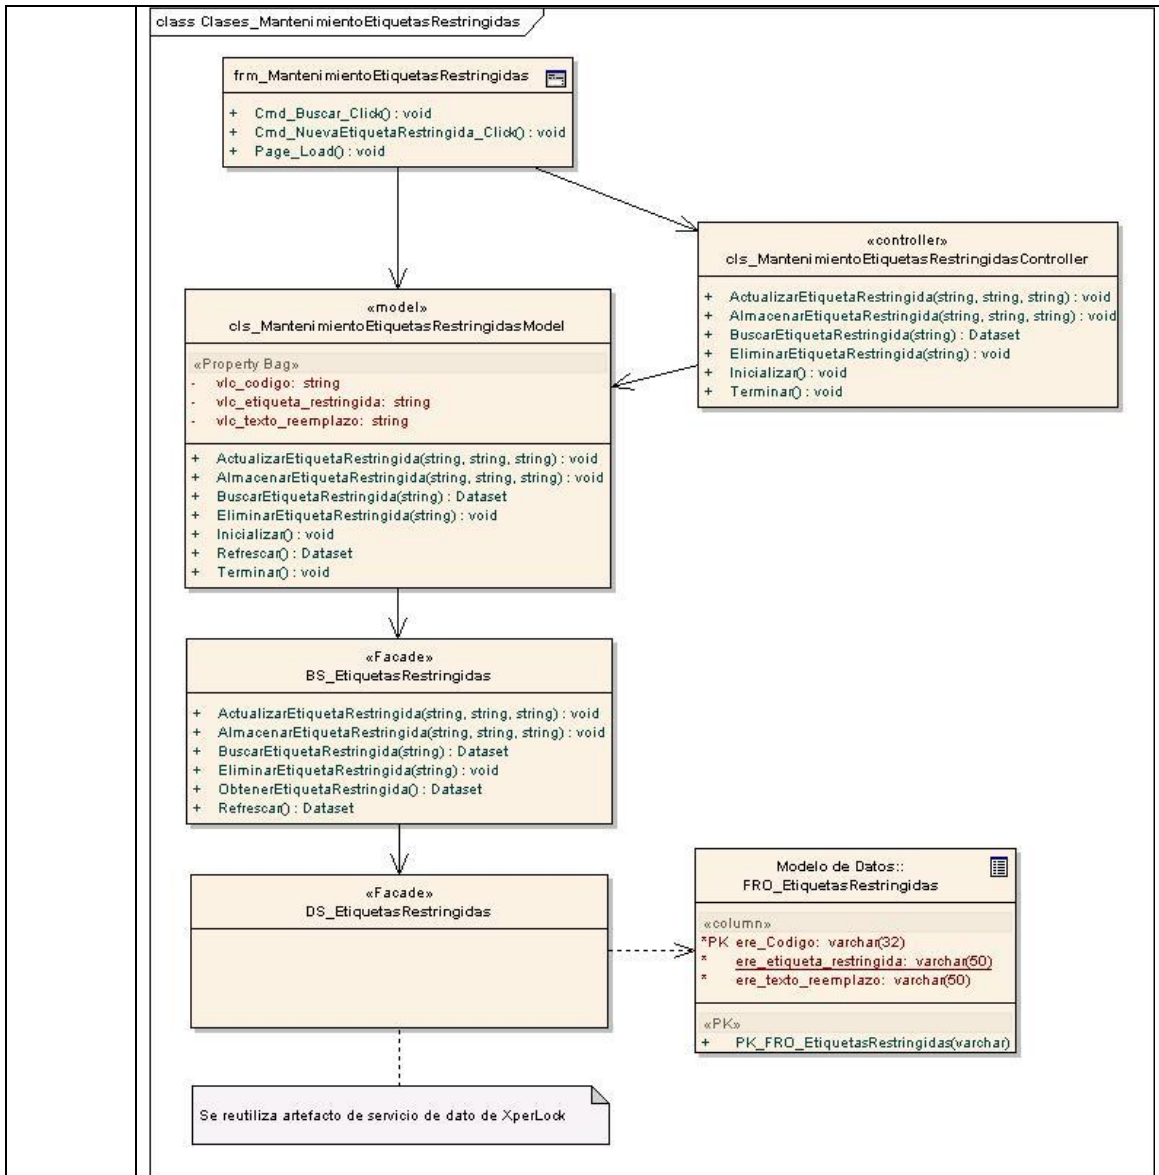 class Clases_MantenimientoEtiquetasRestringidas
frm_MantenimientoEtiquetasRestringidas
+ Cmd_Buscar_Click() : void
+ Cmd_NuevaEtiquetaRestringida_Click() : void
+ Page_Load() : void
«controller»
cls_MantenimientoEtiquetasRestringidasController
+ ActualizarEtiquetaRestringida(string, string, string) : void
+ AlmacenarEtiquetaRestringida(string, string, string) : void
+ BuscarEtiquetaRestringida(string) : Dataset
+ EliminarEtiquetaRestringida(string) : void
+ Inicializar() : void
+ Terminar() : void
«model»
cls_MantenimientoEtiquetasRestringidasModel
«Property Bag»
- vlc_codigo: string
- vlc_etiqueta_restringida: string
- vlc_texto_reemplazo: string
+ ActualizarEtiquetaRestringida(string, string, string) : void
+ AlmacenarEtiquetaRestringida(string, string, string) : void
+ BuscarEtiquetaRestringida(string) : Dataset
+ EliminarEtiquetaRestringida(string) : void
+ Inicializar() : void
+ Refrescar() : Dataset
+ Terminar() : void
«Facade»
BS_EtiquetasRestringidas
+ ActualizarEtiquetaRestringida(string, string, string) : void
+ AlmacenarEtiquetaRestringida(string, string, string) : void
+ BuscarEtiquetaRestringida(string) : Dataset
+ EliminarEtiquetaRestringida(string) : void
+ ObtenerEtiquetaRestringida() : Dataset
+ Refrescar() : Dataset
«Facade»
DS_EtiquetasRestringidas
Modelo de Datos::
FRO_EtiquetasRestringidas
«column»
*PK ere_Codigo: varchar(32)
* ere_etiqueta_restringida: varchar(50)
* ere_texto_reemplazo: varchar(50)
«PK»
+ PK_FRO_EtiquetasRestringidas(varchar)
Se reutiliza artefacto de servicio de dato de XperLock